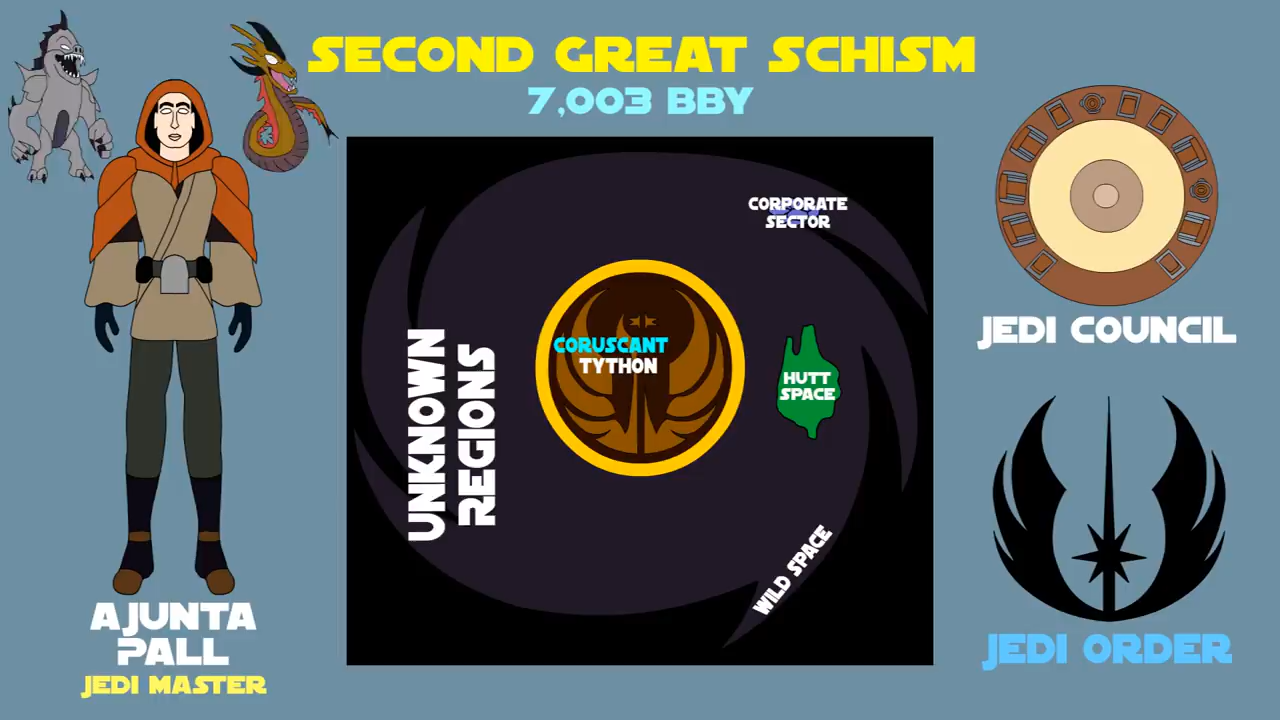 SECOND GREAT SCHISM
7,003 BBY
CORPORATE
SECTOR
CORUSCANT
TYTHON
HUTT
SPACE
UNKNOWN
REGIONS
WILD SPACE
AJUNTA
PALL
JEDI MASTER
JEDI COUNCIL
JEDI ORDER